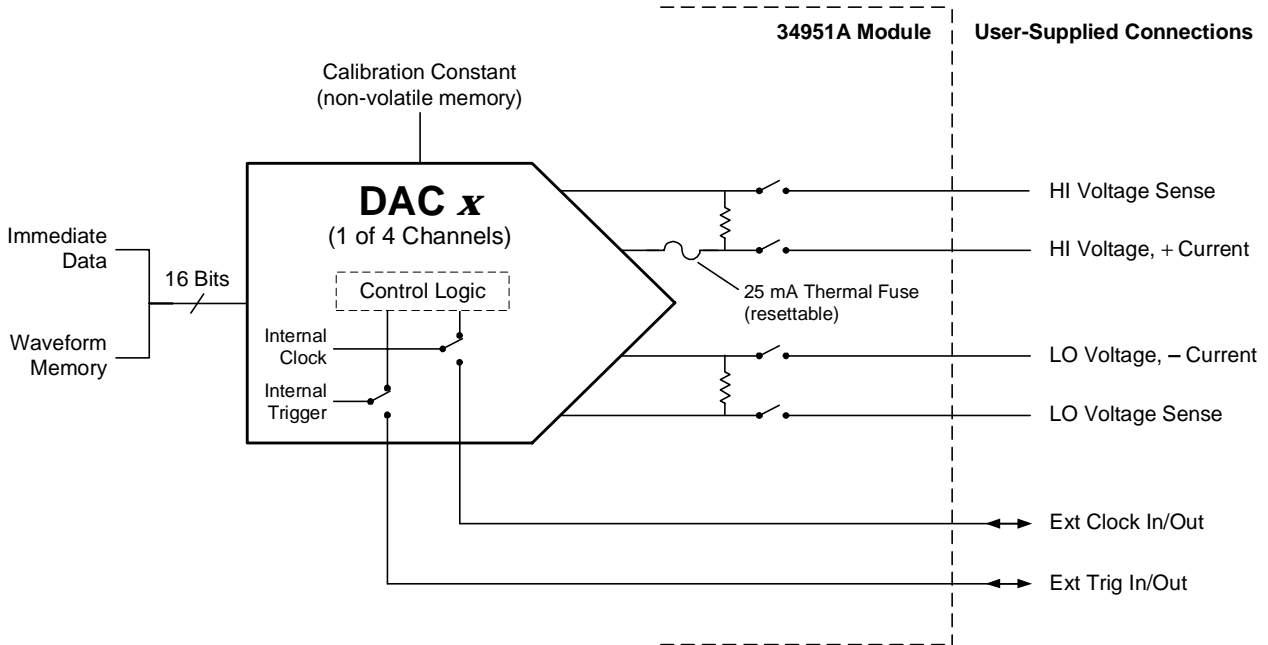 34951A Module
User-Supplied Connections
Calibration Constant
(non-volatile memory)
DAC x
(1 of 4 Channels)
HI Voltage Sense
Immediate
Data
HI Voltage, + Current
16 Bits
Control Logic
25 mA Thermal Fuse
(resettable)
Internal
Clock
Waveform
Memory
LO Voltage, – Current
Internal
Trigger
LO Voltage Sense
Ext Clock In/Out
Ext Trig In/Out